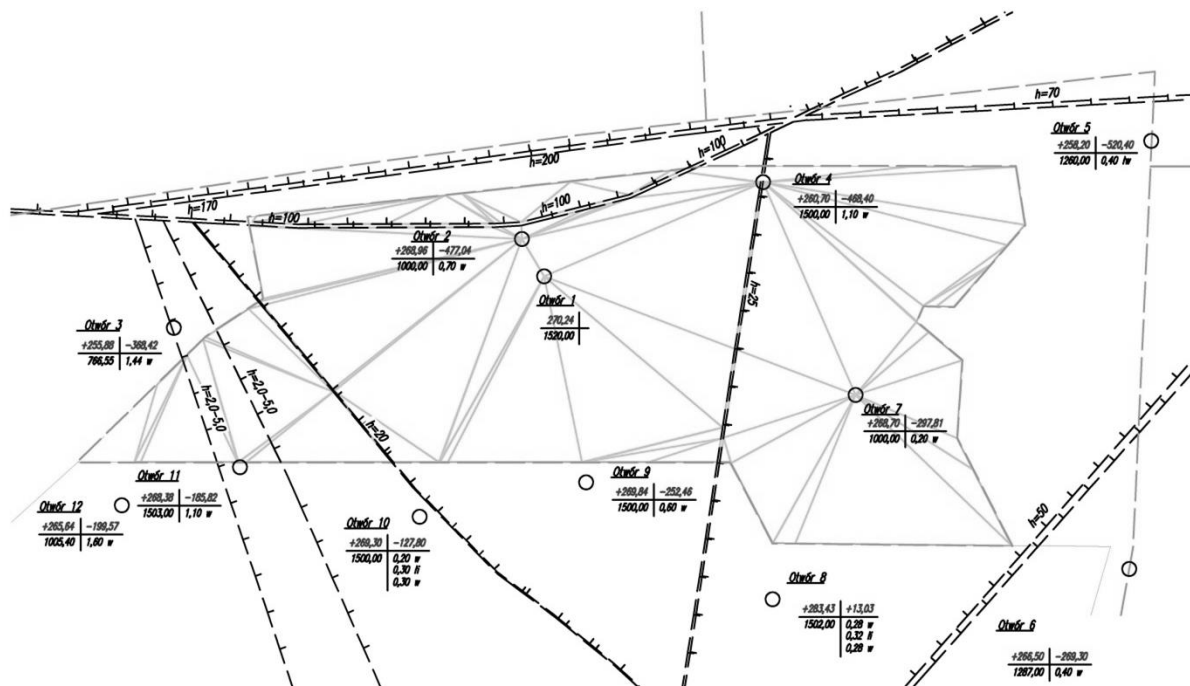 h=70
h=200
h=100
Otwór 5
+258,20 -520,40
1260,00 0,40 iw
h=170
h=100
h=100
Otwór 4
+260,70 -468,40
1500,00 1,10 w
Otwór 2
+268,96 -477,04
1000,00 0,70 w
h=25
Otwór 1
270,24
1520,00
Otwór 3
+255,88 -368,42
766,55 1,44 w
h=2,0-5,0
h=2,0-5,0
h=20
Otwór 7
+268,70 -297,81
1000,00 0,20 w
Otwór 11
+268,38 -185,82
1503,00 1,10 w
Otwór 9
+269,84 -252,46
1500,00 0,60 w
Otwór 12
+265,64 -199,57
1005,40 1,60 w
Otwór 10
+269,30 -127,80
1500,00 0,20 w
0,30 li
0,30 w
h=50
Otwór 8
+283,43 +13,03
1502,00 0,28 w
0,32 li
0,28 w
Otwór 6
+266,50 -269,30
1287,00 0,40 w